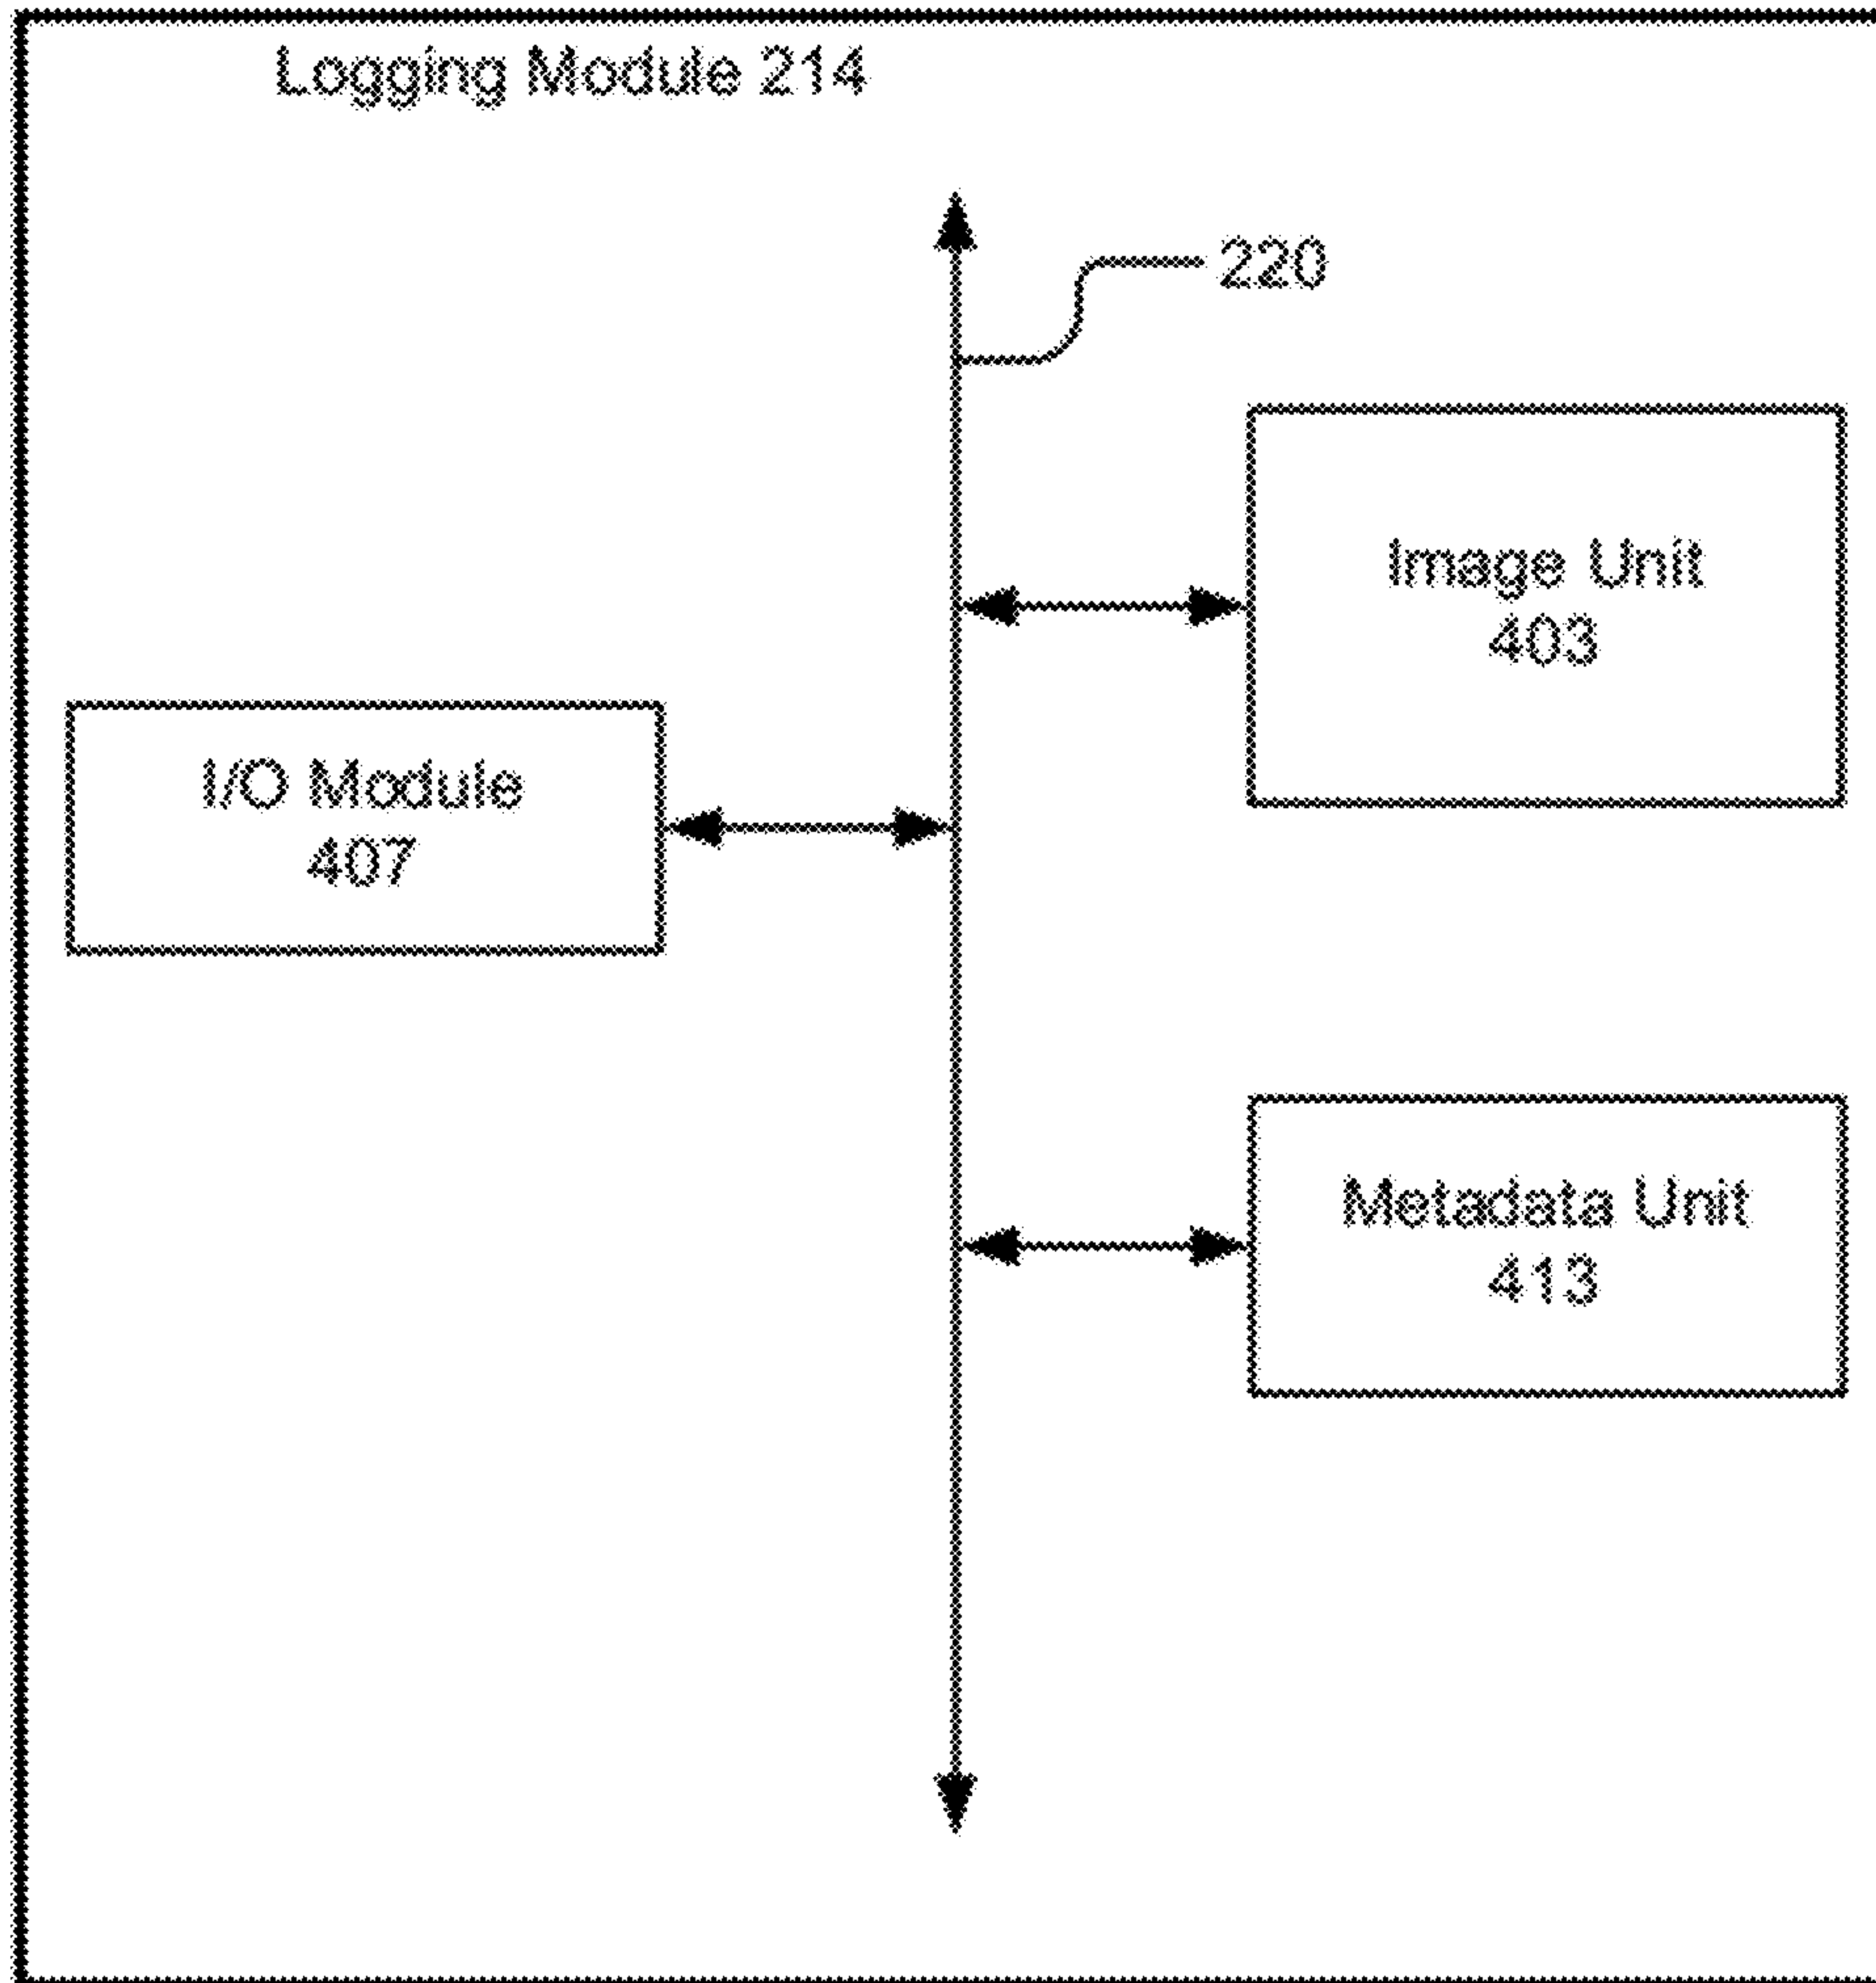 Logging Module 214
220
Image Unit
403
I/O Module
407
Metadata Unit
413